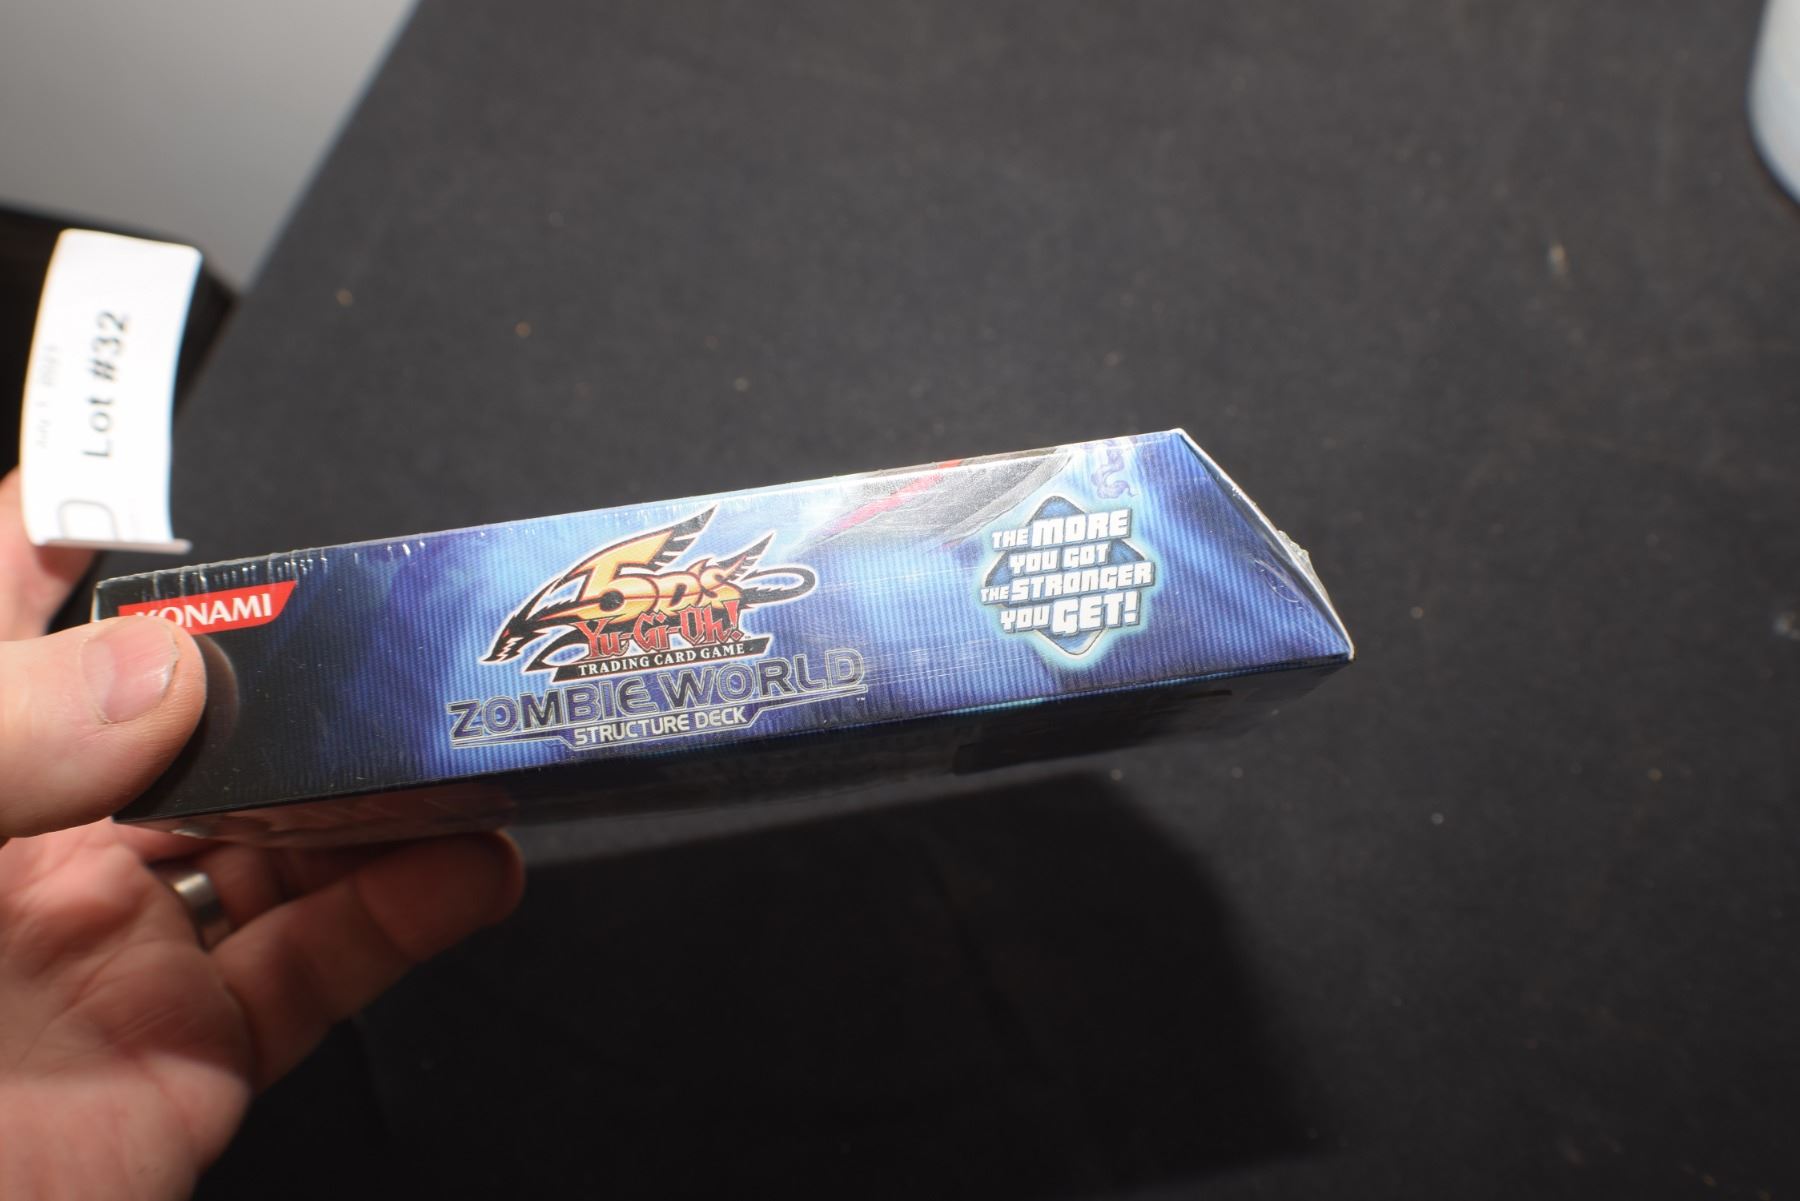 Lot #32
KONAMI
5D's
Yu-Gi-Oh!
TRADING CARD GAME
ZOMBIE WORLD
STRUCTURE DECK
THE MORE
YOU GOT
THE STRONGER
YOU GET!